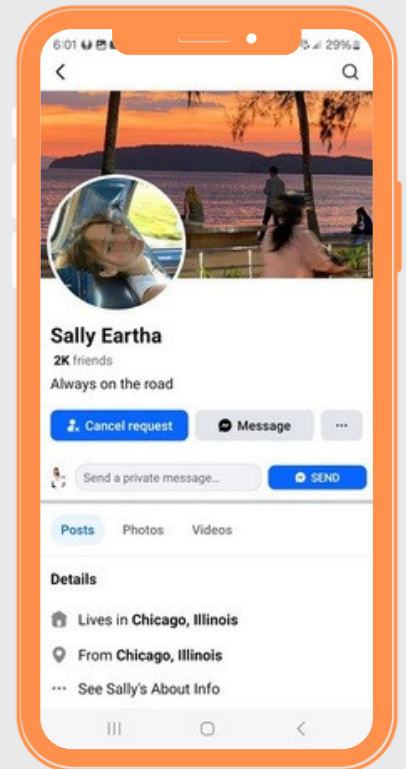 6:01 29%
Sally Eartha
2K friends
Always on the road
Cancel request Message ...
Send a private message... SEND
Posts Photos Videos
Details
Lives in Chicago, Illinois
From Chicago, Illinois
... See Sally's About Info